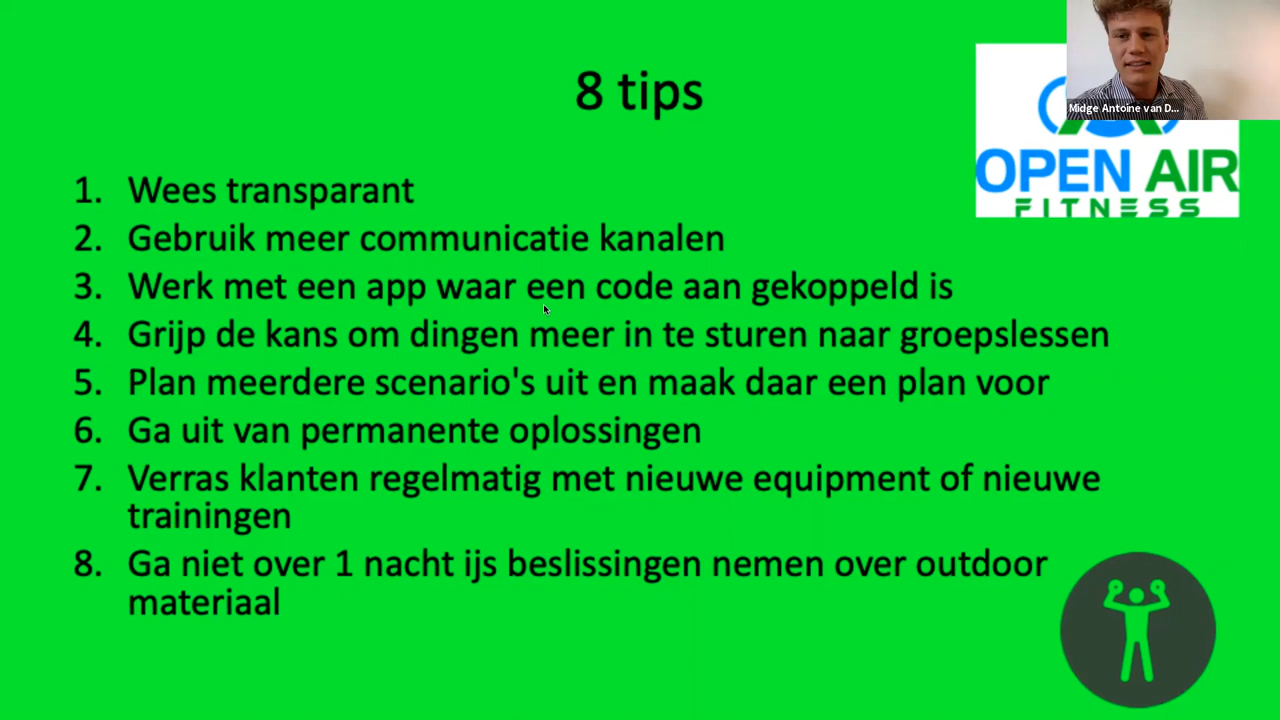 8 tips
Midge Antoine van D...
OPEN AIR
FITNESS
1. Wees transparant
2. Gebruik meer communicatie kanalen
3. Werk met een app waar een code aan gekoppeld is
4. Grijp de kans om dingen meer in te sturen naar groepslessen
5. Plan meerdere scenario's uit en maak daar een plan voor
6. Ga uit van permanente oplossingen
7. Verras klanten regelmatig met nieuwe equipment of nieuwe
trainingen
8. Ga niet over 1 nacht ijs beslissingen nemen over outdoor
materiaal